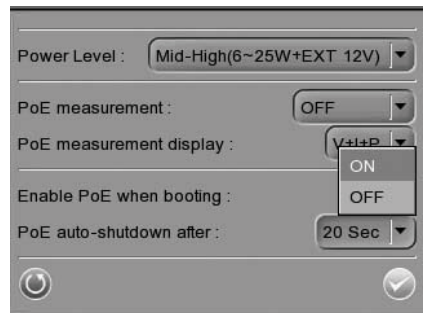 Power Level : Mid-High(6~25W+EXT 12V)
PoE measurement : OFF
PoE measurement display : V+I+P
Enable PoE when booting : ON
OFF
PoE auto-shutdown after : 20 Sec